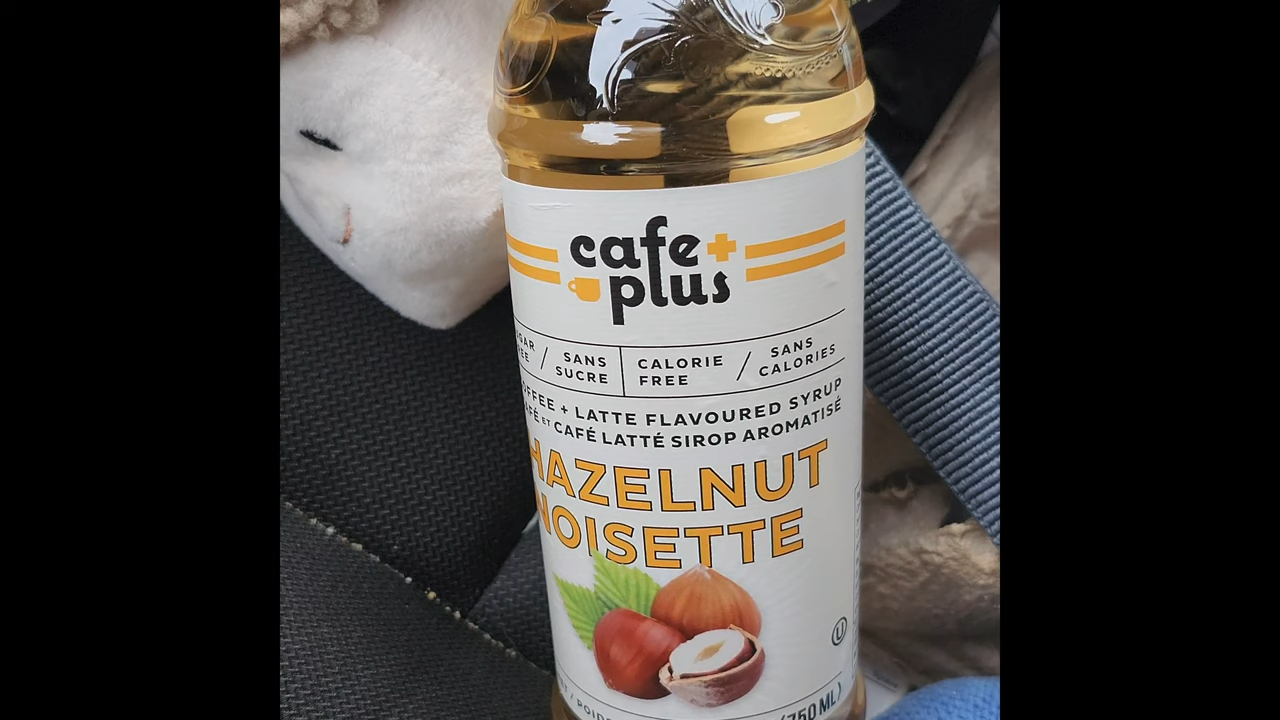 cafe+
plus
SANS
SUCRE
CALORIE
FREE
/
SANS
CALORIES
+ LATTE FLAVOURED SYRUP
ET CAFÉ LATTÉ SIROP AROMATISÉ
HAZELNUT
NOISETTE
U
(750 ML)